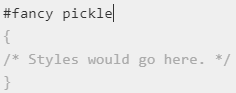 #fancy pickle
{
/* Styles would go here. */
}